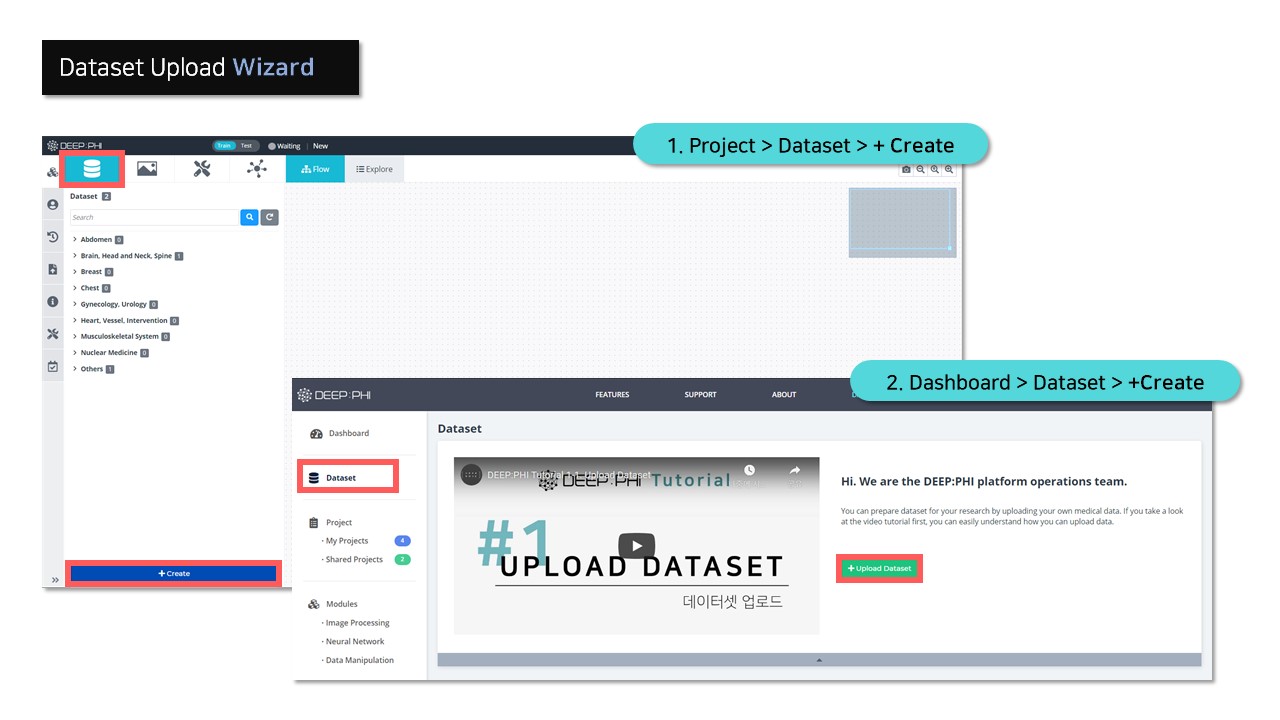 Dataset Upload Wizard
1. Project > Dataset > + Create
DEEP:PHI
Train Test
Waiting | New
Flow
Explore
Dataset 2
Search
Abdomen 0
Brain, Head and Neck, Spine 1
Breast 0
Chest 0
Gynecology, Urology 0
Heart, Vessel, Intervention 0
Musculoskeletal System 0
Nuclear Medicine 0
Others 1
+ Create
2. Dashboard > Dataset > +Create
DEEP:PHI
FEATURES
SUPPORT
ABOUT
Dashboard
Dataset
Project
· My Projects 4
· Shared Projects 2
Modules
· Image Processing
· Neural Network
· Data Manipulation
Dataset
DEEP:PHI Tutorial 1-1. Upload Dataset
DEEP:PHI Tutorial
#1
UPLOAD DATASET
데이터셋 업로드
Hi. We are the DEEP:PHI platform operations team.
You can prepare dataset for your research by uploading your own medical data. If you take a look
at the video tutorial first, you can easily understand how you can upload data.
+ Upload Dataset